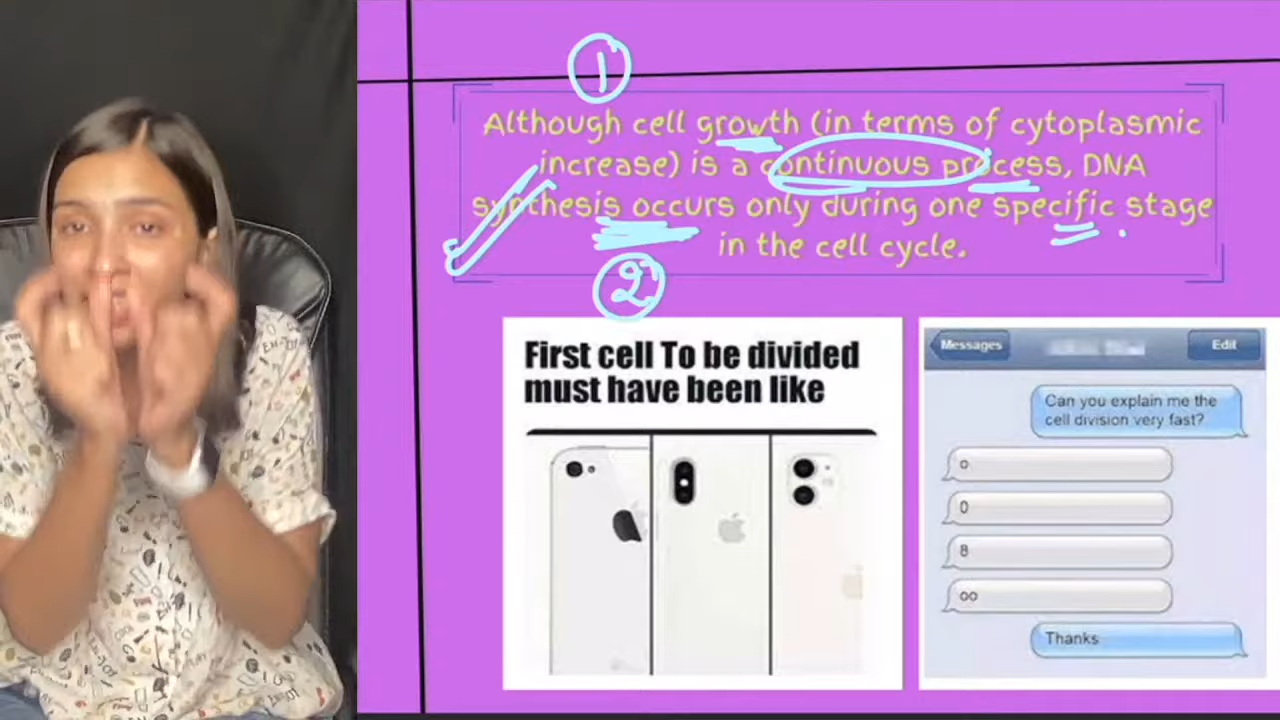 1
Although cell growth (in terms of cytoplasmic
increase) is a continuous process, DNA
synthesis occurs only during one specific stage
in the cell cycle.
2
First cell To be divided
must have been like
Messages
Edit
Can you explain me the
cell division very fast?
o
0
8
oo
Thanks